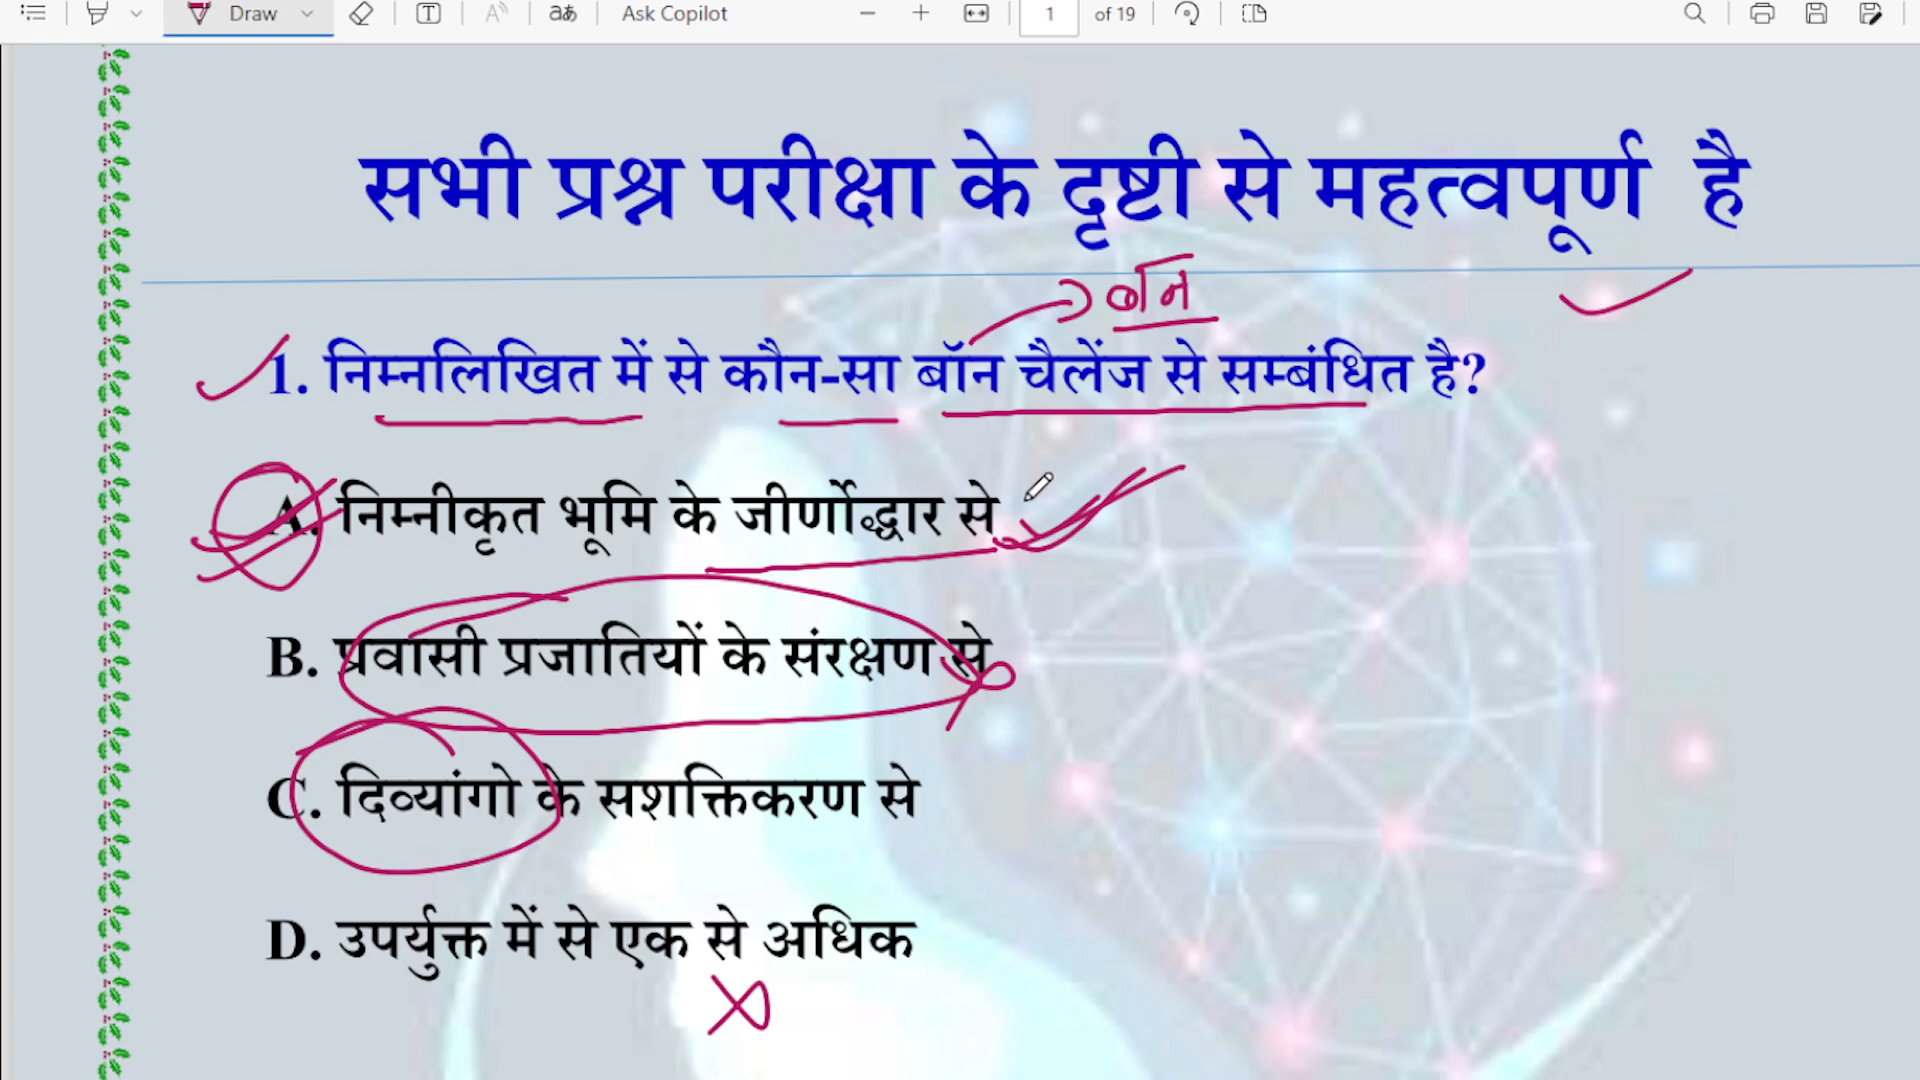 Draw
Ask Copilot
1 of 19
सभी प्रश्न परीक्षा के दृष्टी से महत्वपूर्ण है
बॉन
1. निम्नलिखित में से कौन-सा बॉन चैलेंज से सम्बंधित है?
A. निम्नीकृत भूमि के जीर्णोद्धार से
B. प्रवासी प्रजातियों के संरक्षण से
C. दिव्यांगो के सशक्तिकरण से
D. उपर्युक्त में से एक से अधिक